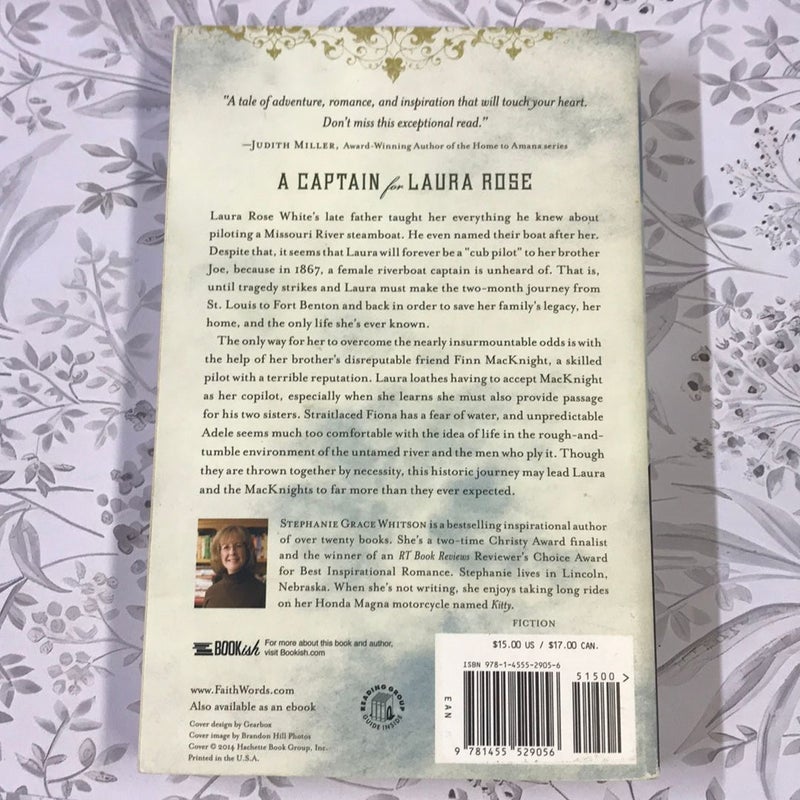 "A tale of adventure, romance, and inspiration that will touch your heart.
Don't miss this exceptional read."
—JUDITH MILLER, Award-Winning Author of the Home to Amana series
A CAPTAIN for LAURA ROSE
Laura Rose White's late father taught her everything he knew about
piloting a Missouri River steamboat. He even named their boat after her.
Despite that, it seems that Laura will forever be a "cub pilot" to her brother
Joe, because in 1867, a female riverboat captain is unheard of. That is,
until tragedy strikes and Laura must make the two-month journey from
St. Louis to Fort Benton and back in order to save her family's legacy, her
home, and the only life she's ever known.
The only way for her to overcome the nearly insurmountable odds is with
the help of her brother's disreputable friend Finn MacKnight, a skilled
pilot with a terrible reputation. Laura loathes having to accept MacKnight
as her copilot, especially when she learns she must also provide passage
for his two sisters. Straitlaced Fiona has a fear of water, and unpredictable
Adele seems much too comfortable with the idea of life in the rough-and-
tumble environment of the untamed river and the men who ply it. Though
they are thrown together by necessity, this historic journey may lead Laura
and the MacKnights to far more than they ever expected.
STEPHANIE GRACE WHITSON is a bestselling inspirational author
of over twenty books. She's a two-time Christy Award finalist
and the winner of an RT Book Reviews Reviewer's Choice Award
for Best Inspirational Romance. Stephanie lives in Lincoln,
Nebraska. When she's not writing, she enjoys taking long rides
on her Honda Magna motorcycle named Kitty.
FICTION
BOOKish
For more about this book and author,
visit Bookish.com
www.FaithWords.com
Also available as an ebook
Cover design by Gearbox
Cover image by Brandon Hill Photos
Cover © 2014 Hachette Book Group, Inc.
Printed in the U.S.A.
READING GROUP
GUIDE INSIDE
$15.00 US / $17.00 CAN.
ISBN 978-1-4555-2905-6
51500 >
EAN
9 781455 529056